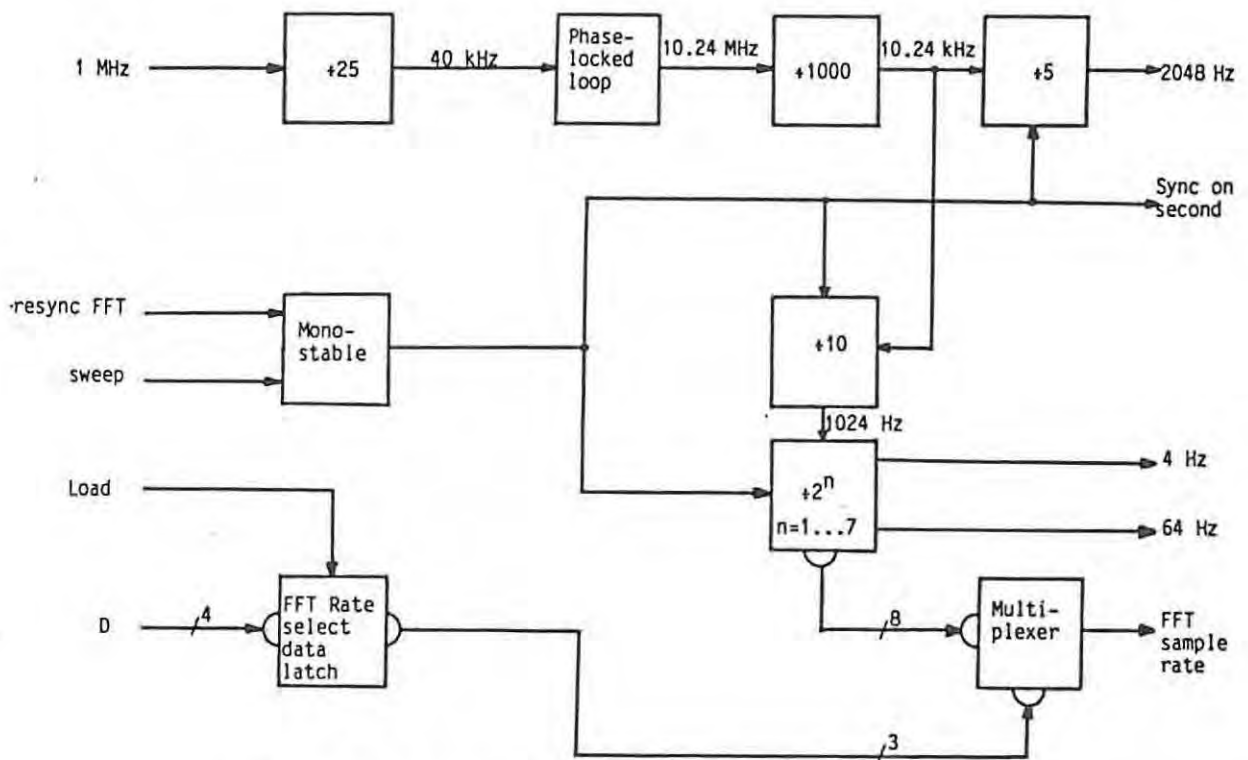 1 MHz
÷25
40 kHz
Phase-
locked
loop
10.24 MHz
÷1000
10.24 kHz
÷5
2048 Hz
Sync on
second
resync FFT
sweep
Mono-
stable
÷10
1024 Hz
Load
÷2ⁿ
n=1...7
4 Hz
64 Hz
D
4
FFT Rate
select
data
latch
8
Multi-
plexer
FFT
sample
rate
3